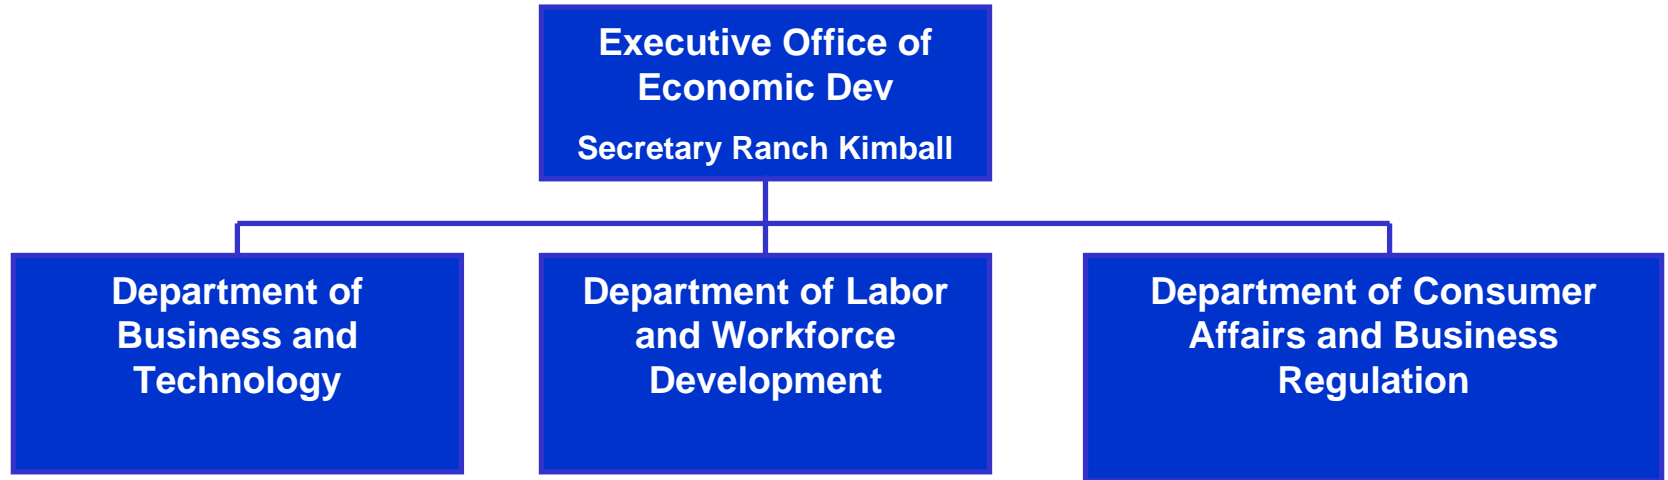 Executive Office of
Economic Dev
Secretary Ranch Kimball
Department of
Business and
Technology
Department of Labor
and Workforce
Development
Department of Consumer
Affairs and Business
Regulation